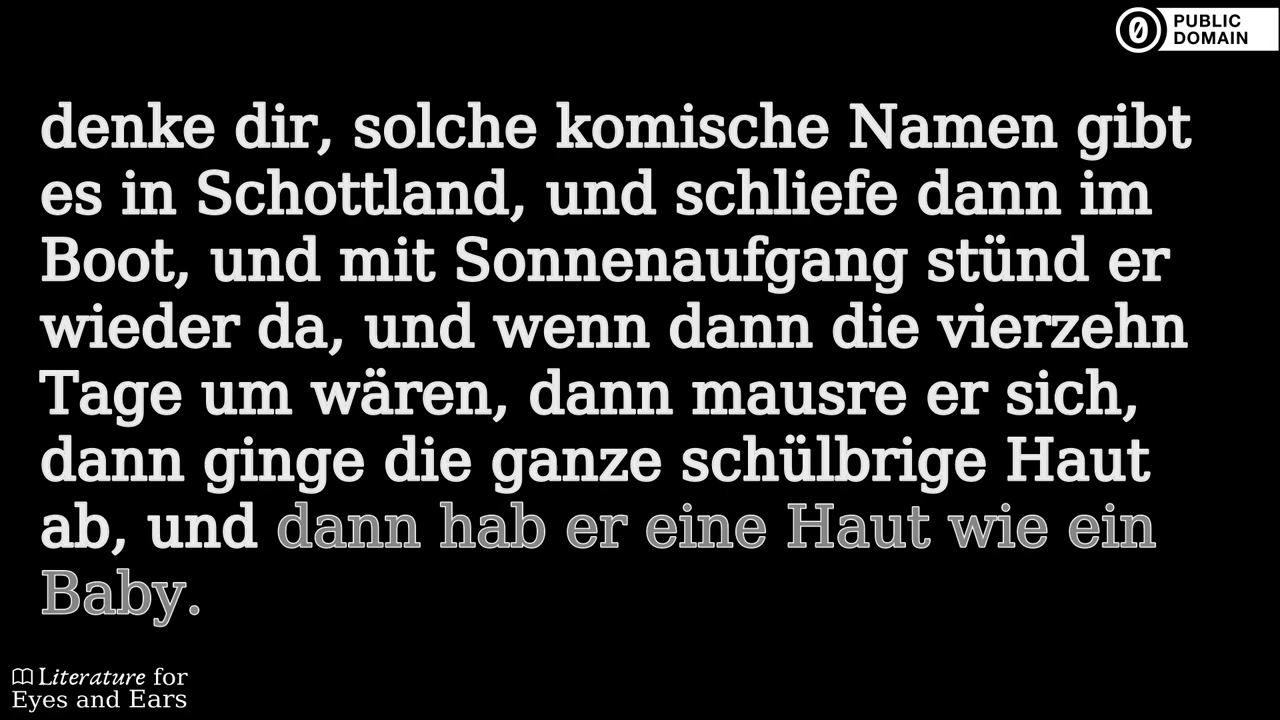 PUBLIC
DOMAIN
denke dir, solche komische Namen gibt
es in Schottland, und schliefe dann im
Boot, und mit Sonnenaufgang stünd er
wieder da, und wenn dann die vierzehn
Tage um wären, dann mausre er sich,
dann ginge die ganze schülbrige Haut
ab, und dann hab er eine Haut wie ein
Baby.
Literature for
Eyes and Ears